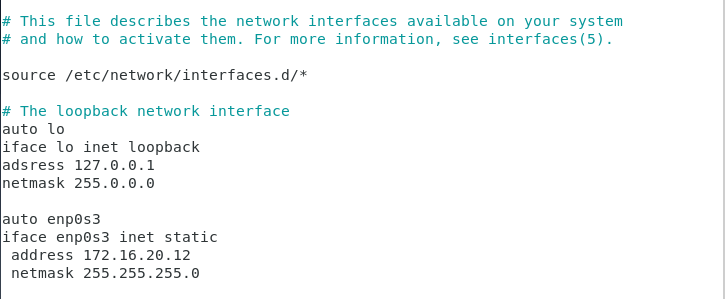 # This file describes the network interfaces available on your system
# and how to activate them. For more information, see interfaces(5).
source /etc/network/interfaces.d/*
# The loopback network interface
auto lo
iface lo inet loopback
adsress 127.0.0.1
netmask 255.0.0.0
auto enp0s3
iface enp0s3 inet static
address 172.16.20.12
netmask 255.255.255.0